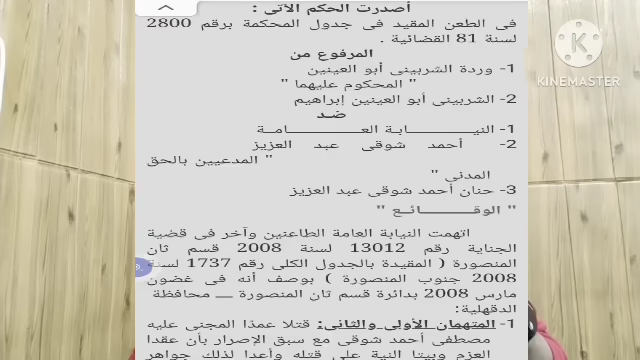 أصدرت الحكم الآتى :
فى الطعن المقيد فى جدول المحكمة برقم 2800
لسنة 81 القضائية .
المرفوع من
1- وردة الشربينى أبو العينين
" المحكوم عليهما "
2- الشربينى أبو العينين إبراهيم
ضد
1- النيابة العامة
2- أحمد شوقى عبد العزيز
" المدعيين بالحق
المدنى "
3- حنان أحمد شوقى عبد العزيز
" الوقائع "
اتهمت النيابة العامة الطاعنين وآخر فى قضية
الجناية رقم 13012 لسنة 2008 قسم ثان
المنصورة ( المقيدة بالجدول الكلى رقم 1737 لسنة
2008 جنوب المنصورة ) بوصف أنه فى غضون
مارس 2008 بدائرة قسم ثان المنصورة ــ محافظة
الدقهلية:
1- المتهمان الأولى والثانى: قتلا عمدًا المجنى عليه
مصطفى أحمد شوقى مع سبق الإصرار بأن عقدا
العزم وبيتا النية على قتله وأعدا لذلك جواهر
KINEMASTER